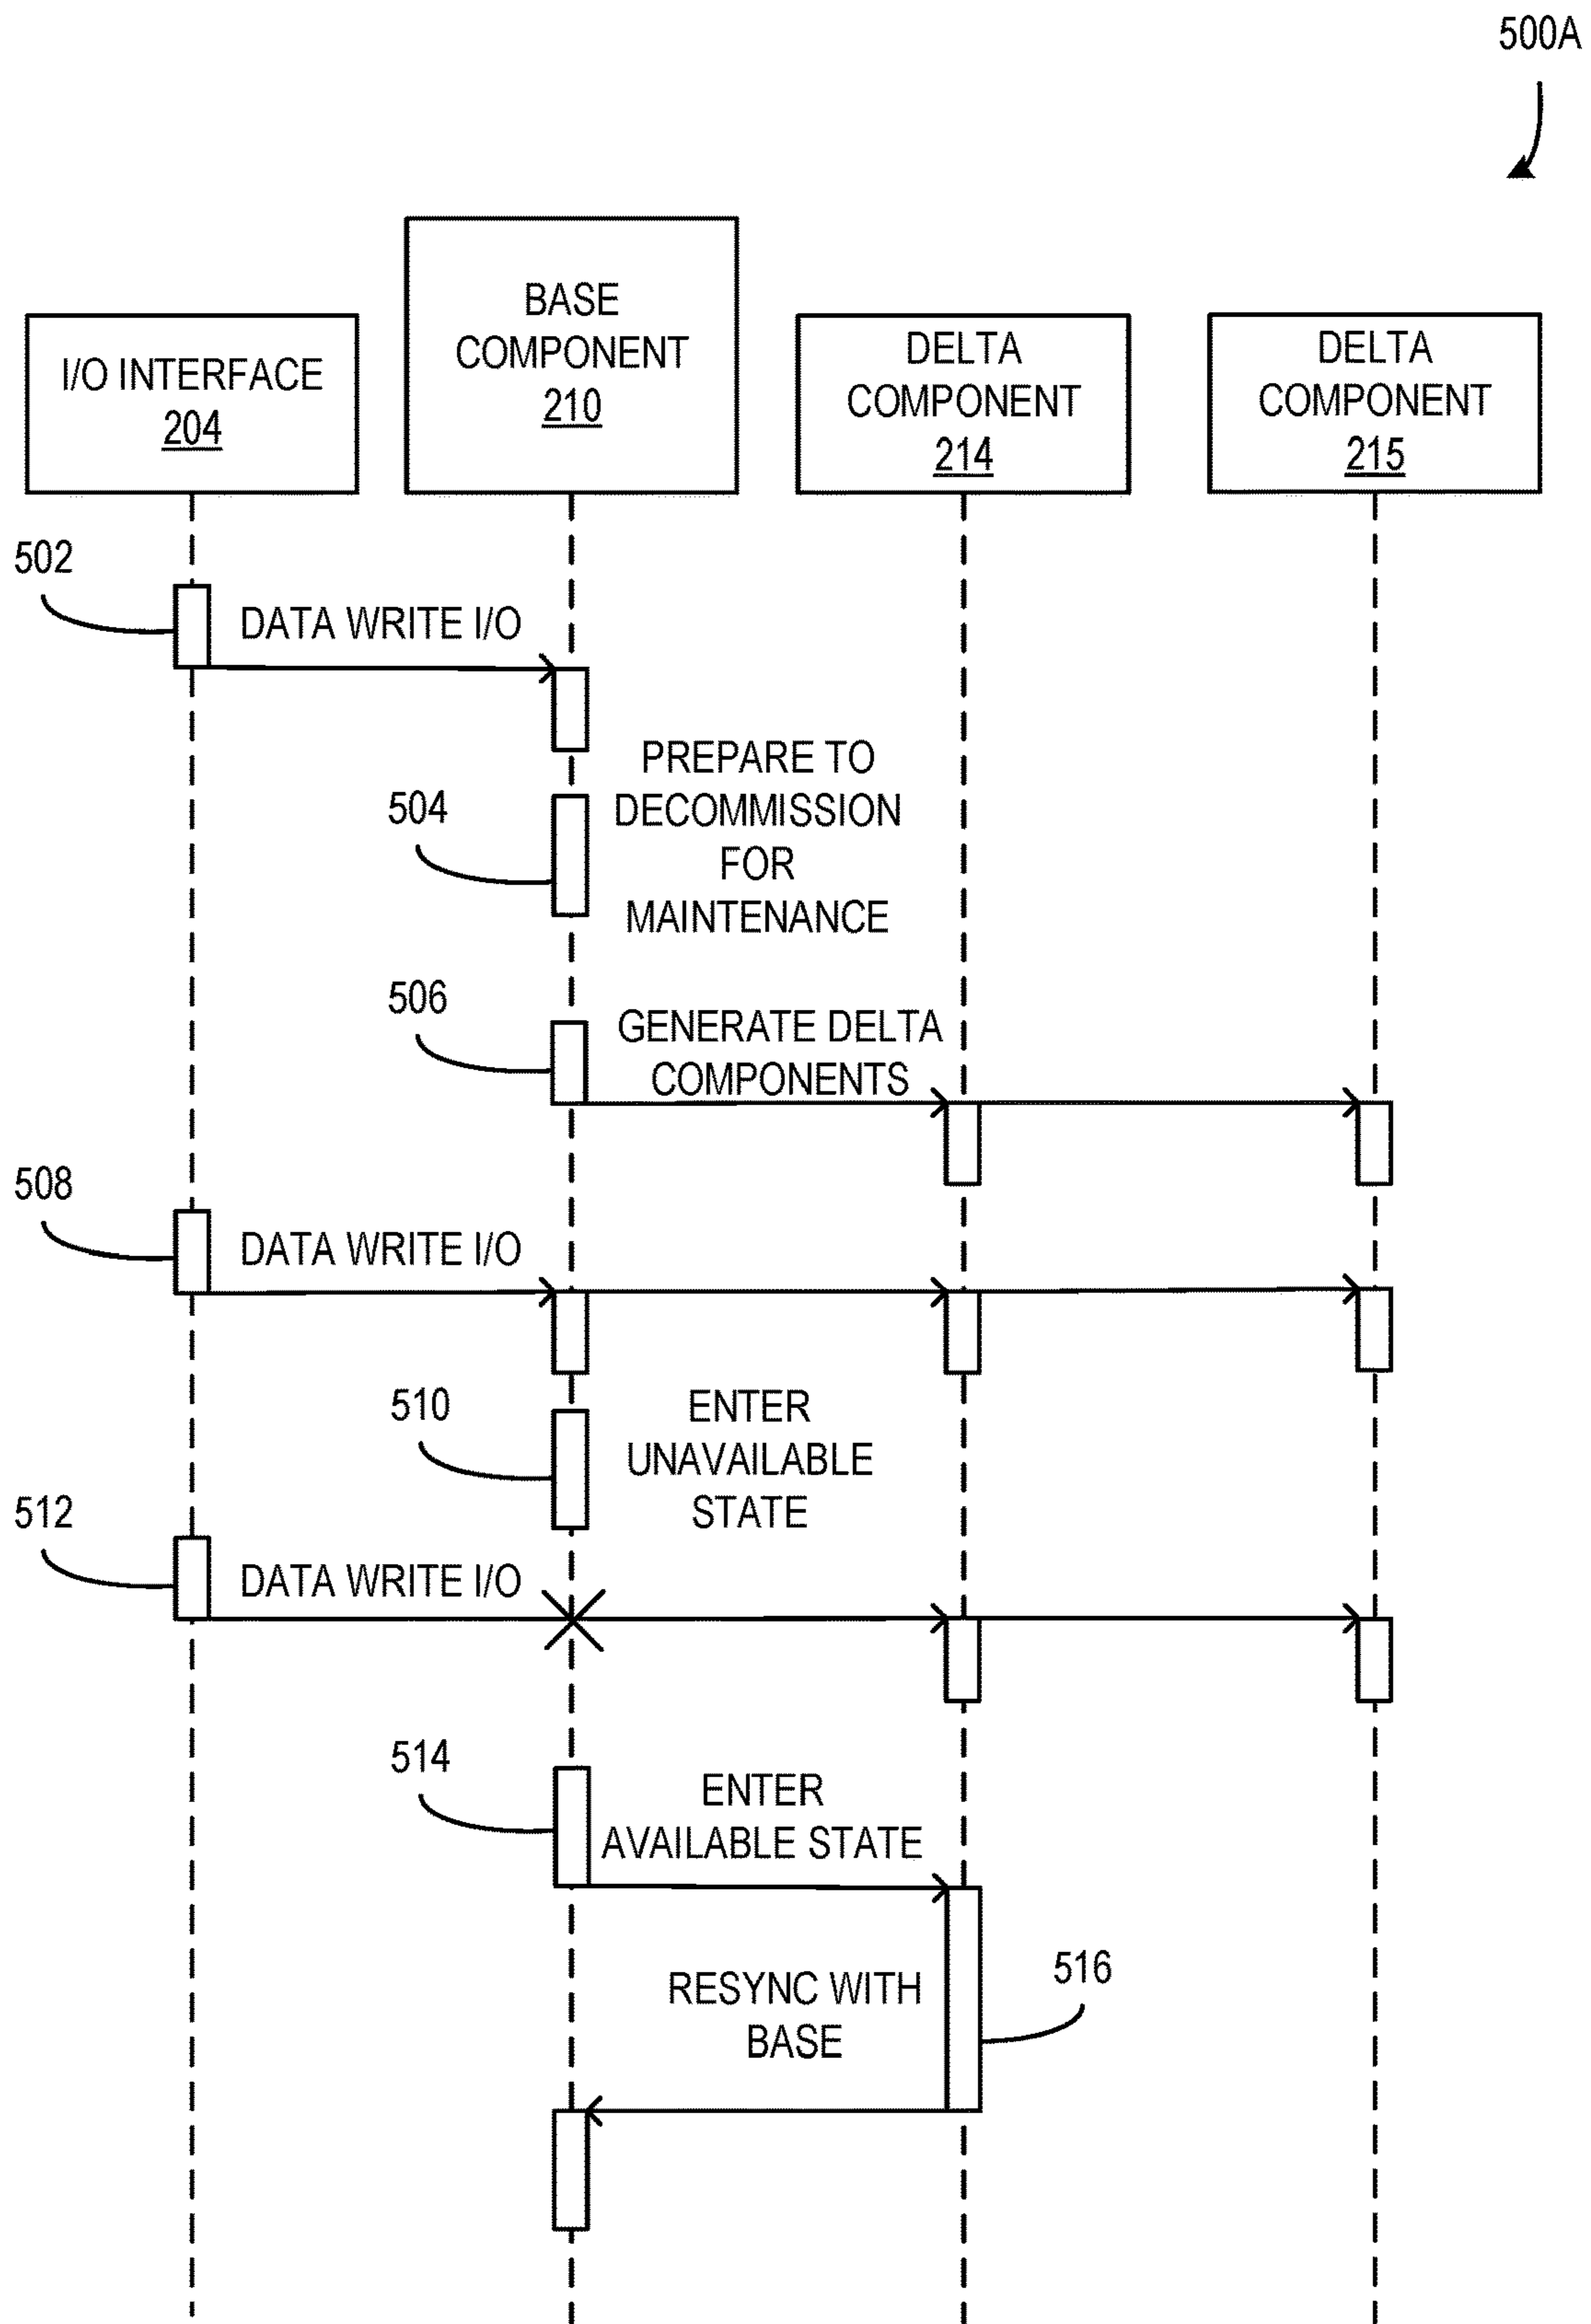 500A
BASE
COMPONENT
210
I/O INTERFACE
204
DELTA
COMPONENT
214
DELTA
COMPONENT
215
502
DATA WRITE I/O
504
PREPARE TO
DECOMMISSION
FOR
MAINTENANCE
506
GENERATE DELTA
COMPONENTS
508
DATA WRITE I/O
510
ENTER
UNAVAILABLE
STATE
512
DATA WRITE I/O
514
ENTER
AVAILABLE STATE
516
RESYNC WITH
BASE